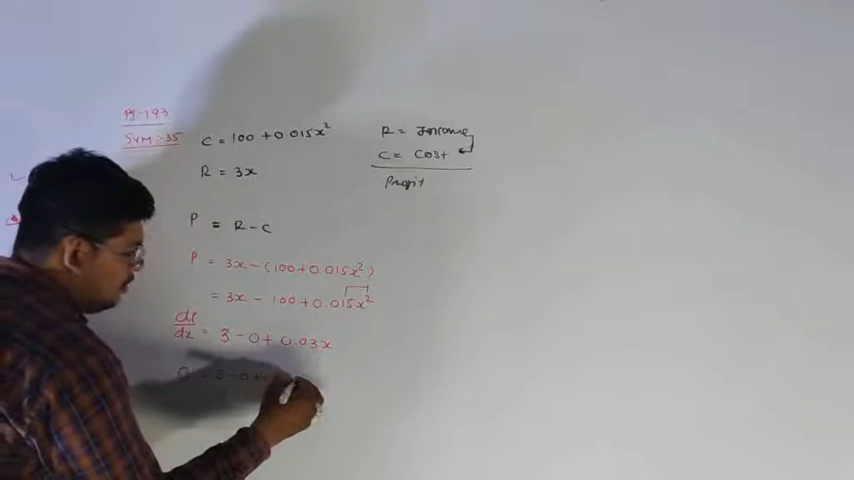 Pg-193
Sum:-35
C = 100 + 0.015x²
R = 3x
R = Income
C = Cost
Profit
P = R - C
P = 3x - (100 + 0.015x²)
= 3x - 100 + 0.015x²
dP/dx = 3 - 0 + 0.03x
0 = 3 - 0 +